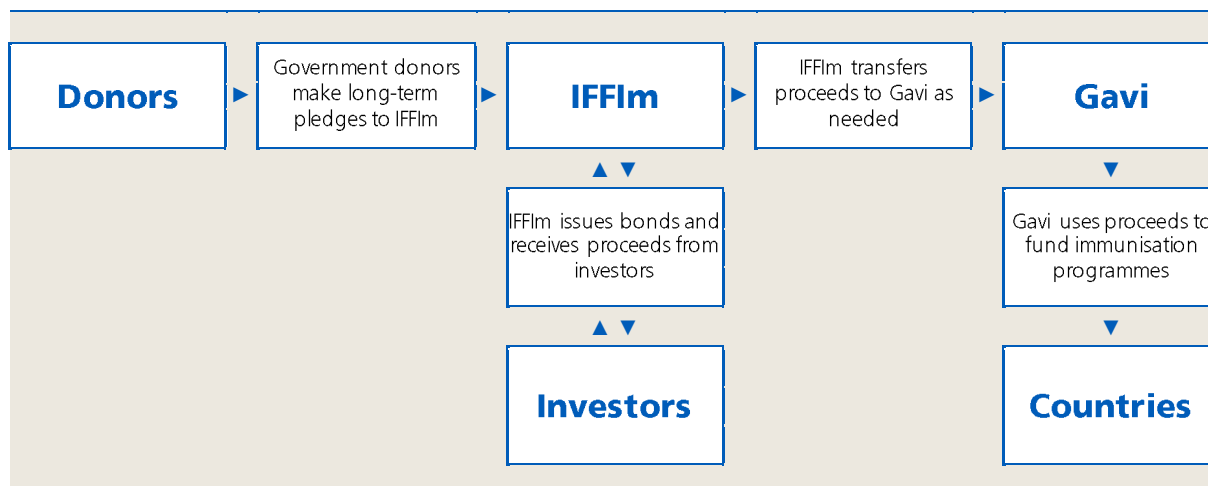 Donors
Government donors
make long-term
pledges to IFFIm
IFFIm
IFFIm transfers
proceeds to Gavi as
needed
Gavi
IFFIm issues bonds and
receives proceeds from
investors
Gavi uses proceeds to
fund immunisation
programmes
Investors
Countries